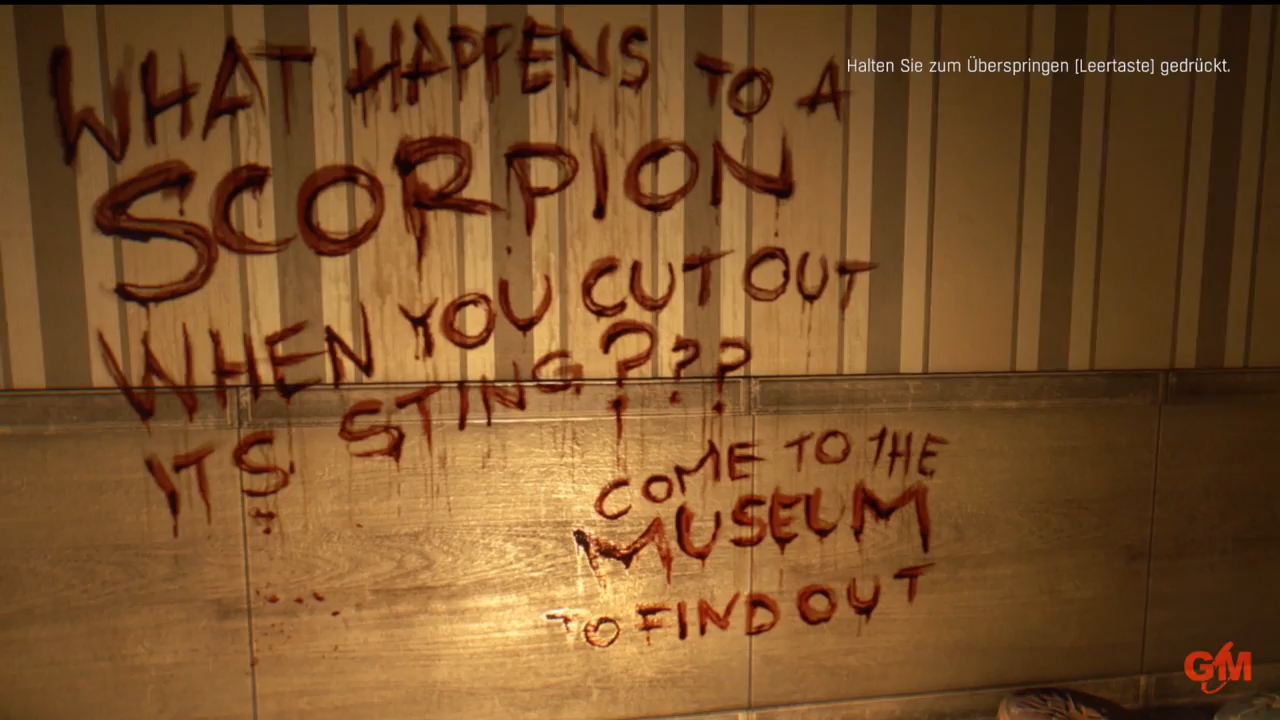 WHAT HAPPENS TO A
Halten Sie zum Überspringen [Leertaste] gedrückt.
SCORPION
WHEN YOU CUT OUT
ITS STING???
COME TO THE
MUSEUM
TO FIND OUT
GM